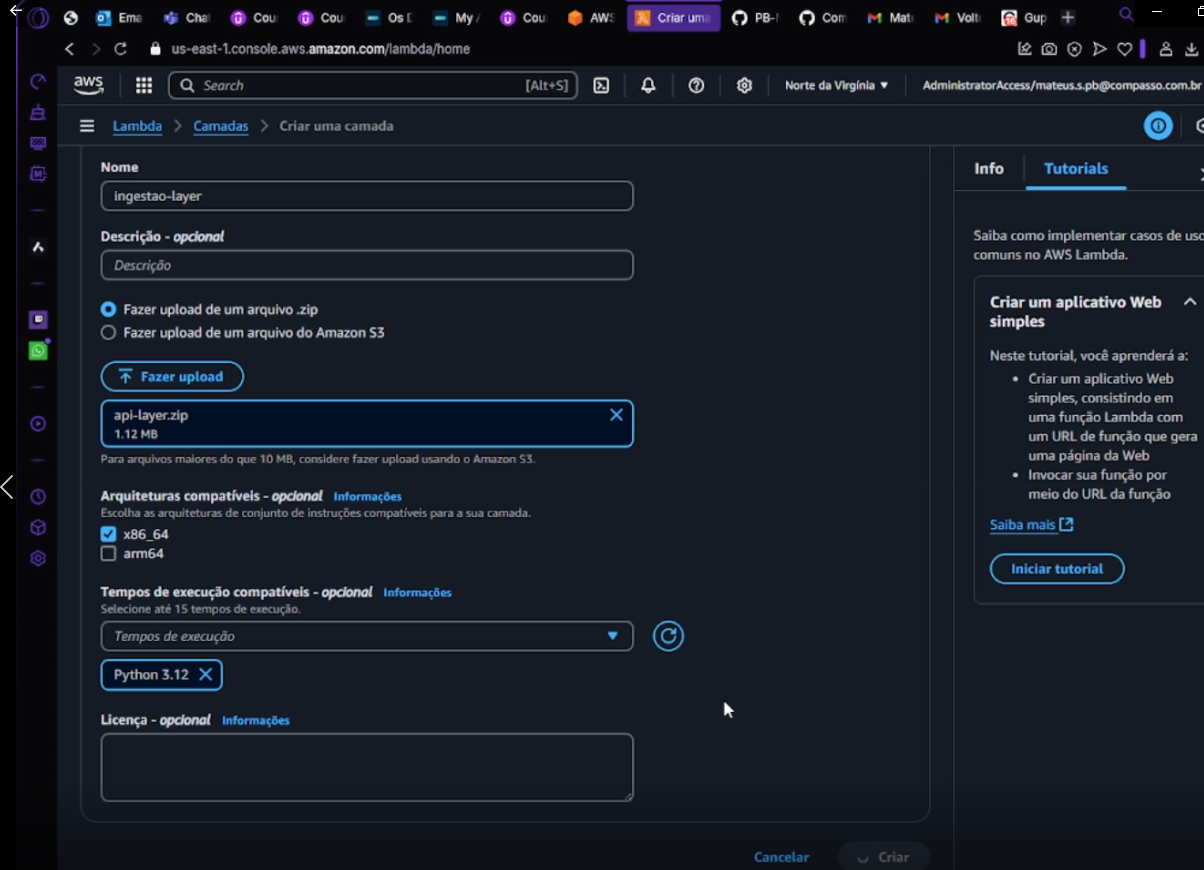 Ema
Cha
Cou
Cou
Os D
My A
Cou
AWS
Criar uma
PB-
Com
Mate
Volte
Gup
us-east-1.console.aws.amazon.com/lambda/home
aws
Search
[Alt+S]
Norte da Virgínia
AdministratorAccess/mateus.s.pb@compasso.com.br
Lambda > Camadas > Criar uma camada
Nome
ingestao-layer
Descrição - opcional
Descrição
Fazer upload de um arquivo .zip
Fazer upload de um arquivo do Amazon S3
Fazer upload
api-layer.zip
1.12 MB
Para arquivos maiores do que 10 MB, considere fazer upload usando o Amazon S3.
Arquiteturas compatíveis - opcional Informações
Escolha as arquiteturas de conjunto de instruções compatíveis para a sua camada.
x86_64
arm64
Tempos de execução compatíveis - opcional Informações
Selecione até 15 tempos de execução.
Tempos de execução
Python 3.12
Licença - opcional Informações
Cancelar
Criar
Info
Tutorials
Saiba como implementar casos de uso
comuns no AWS Lambda.
Criar um aplicativo Web
simples
Neste tutorial, você aprenderá a:
• Criar um aplicativo Web
simples, consistindo em
uma função Lambda com
um URL de função que gera
uma página da Web
• Invocar sua função por
meio do URL da função
Saiba mais
Iniciar tutorial